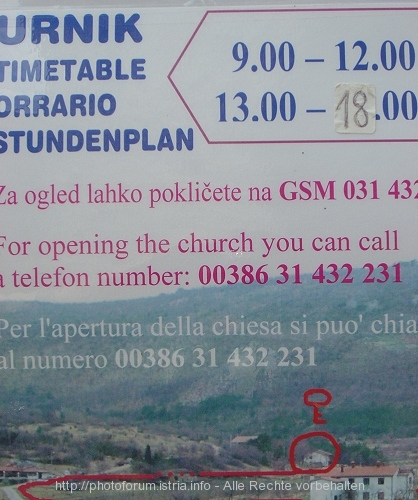 URNIK
TIMETABLE
ORRARIO
STUNDENPLAN
9.00 – 12.00
13.00 – 18.00
Za ogled lahko pokličete na GSM 031 432
For opening the church you can call
a telefon number: 00386 31 432 231
Per l'apertura della chiesa si puo' chia
al numero 00386 31 432 231
http://photoforum.istria.info - Alle Rechte vorbehalten